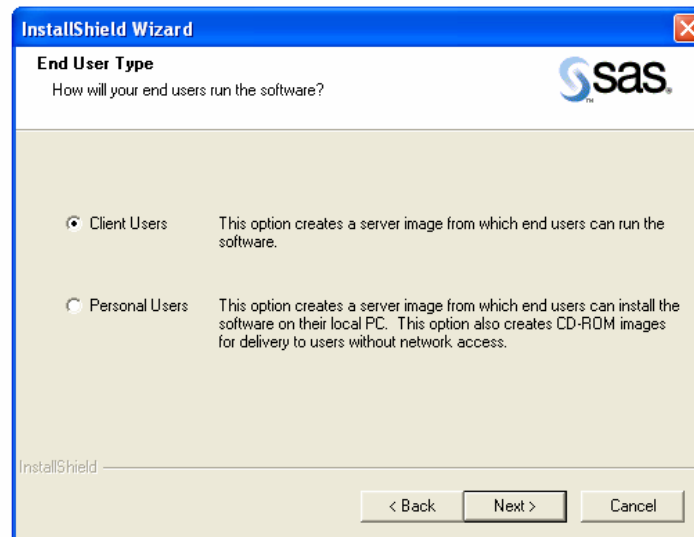 InstallShield Wizard
End User Type
How will your end users run the software?
sas.
TM
Client Users
This option creates a server image from which end users can run the
software.
Personal Users
This option creates a server image from which end users can install the
software on their local PC.  This option also creates CD-ROM images
for delivery to users without network access.
InstallShield
< Back
Next >
Cancel